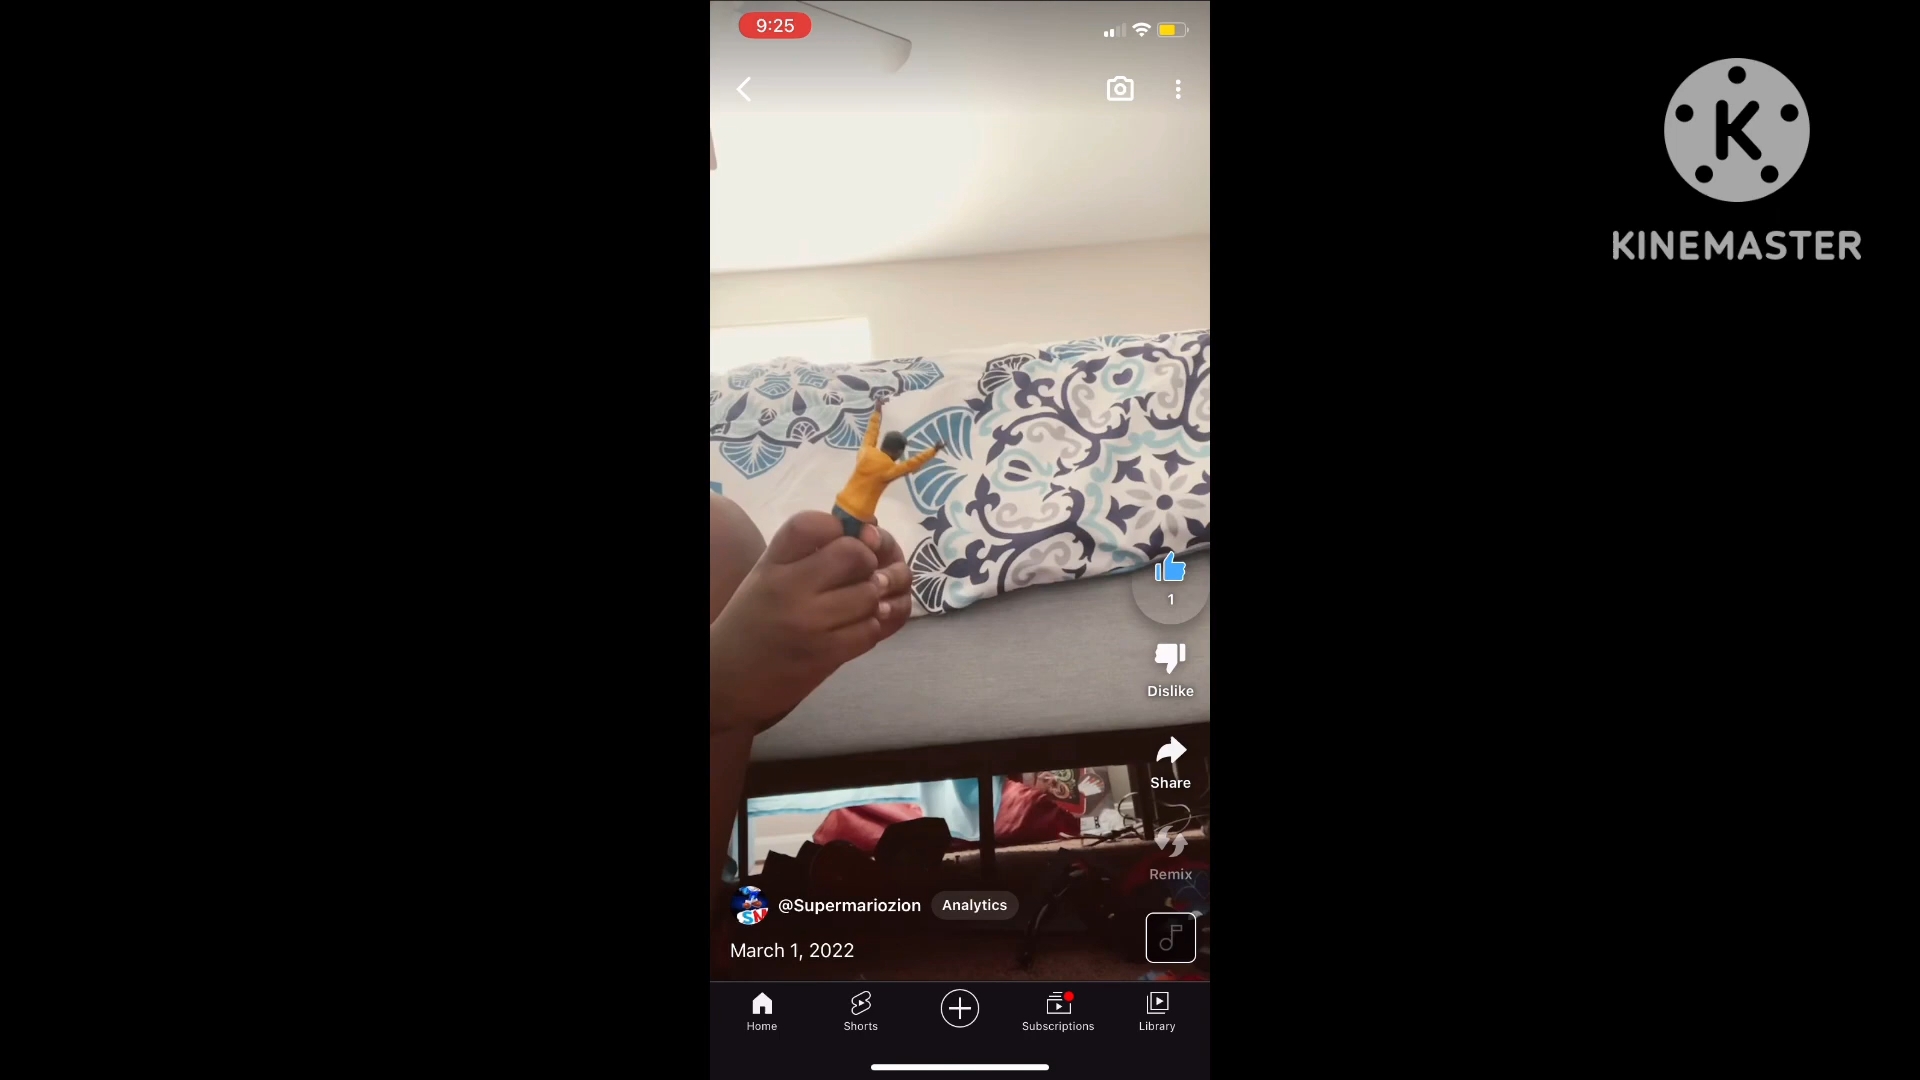 9:25
K
KINEMASTER
1
Dislike
Share
Remix
@Supermariozion Analytics
March 1, 2022
Home Shorts Subscriptions Library